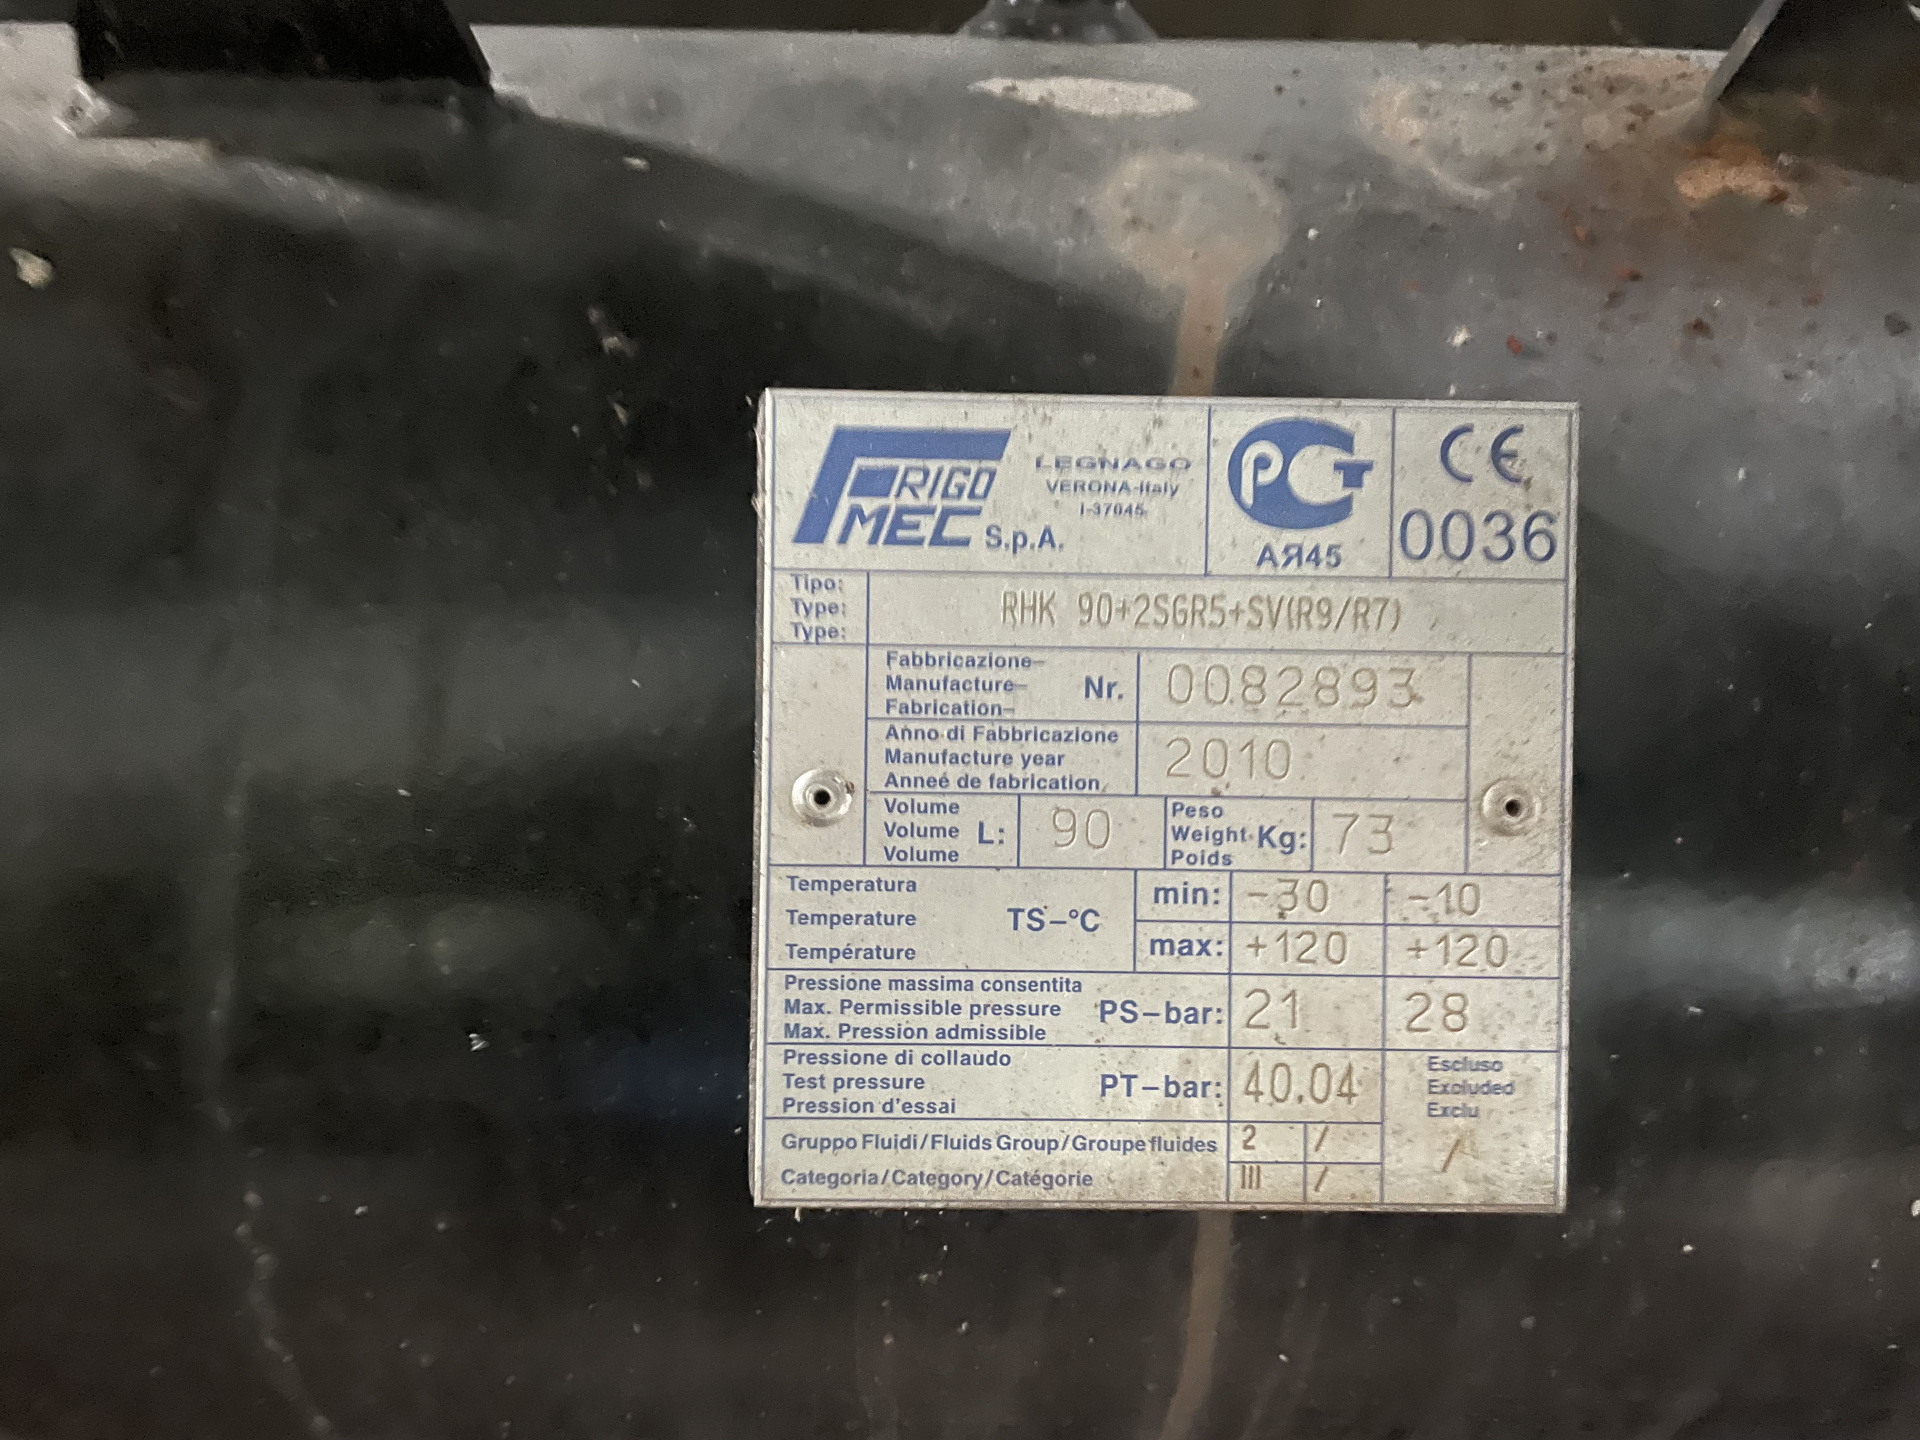 FRIGO
MEC S.p.A.
LEGNAGO
VERONA-Italy
I-37045
PCT
АЯ45
CE
0036
Tipo:
Type:
Type:
RHK 90+2SGR5+SV(R9/R7)
Fabbricazione-
Manufacture-
Fabrication-
Nr.
0082893
Anno di Fabbricazione
Manufacture year
Anneé de fabrication
2010
Volume
Volume
Volume
L:
90
Peso
Weight
Poids
Kg:
73
Temperatura
Temperature
Température
TS-°C
min: -30 -10
max: +120 +120
Pressione massima consentita
Max. Permissible pressure
Max. Pression admissible
PS-bar: 21 28
Pressione di collaudo
Test pressure
Pression d'essai
PT-bar: 40.04
Escluso
Excluded
Exclu
/
Gruppo Fluidi/Fluids Group/Groupe fluides 2 /
Categoria/Category/Catégorie III /